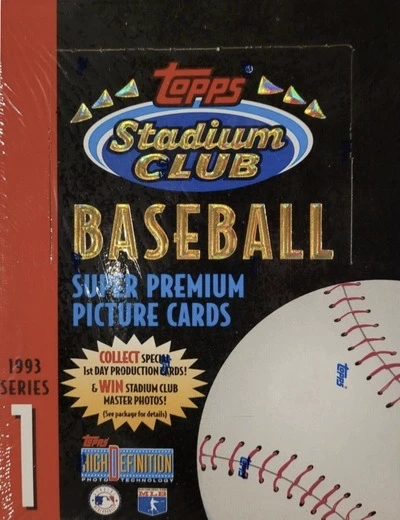 Topps
Stadium
CLUB
BASEBALL
SUPER PREMIUM
PICTURE CARDS
COLLECT SPECIAL
1st DAY PRODUCTION CARDS!
& WIN STADIUM CLUB
MASTER PHOTOS!
(See package for details)
1993
SERIES
1
Topps
HIGH DEFINITION
PHOTO TECHNOLOGY
MLB
topps